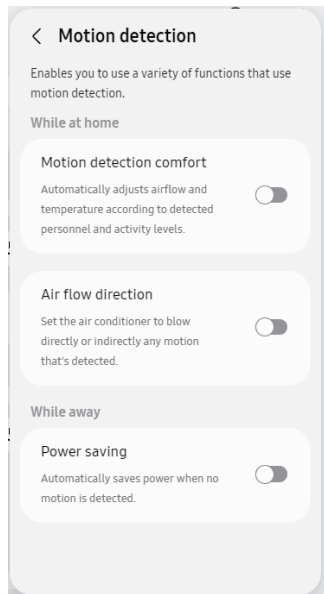 Motion detection
Enables you to use a variety of functions that use
motion detection.
While at home
Motion detection comfort
Automatically adjusts airflow and
temperature according to detected
personnel and activity levels.
Air flow direction
Set the air conditioner to blow
directly or indirectly any motion
that's detected.
While away
Power saving
Automatically saves power when no
motion is detected.